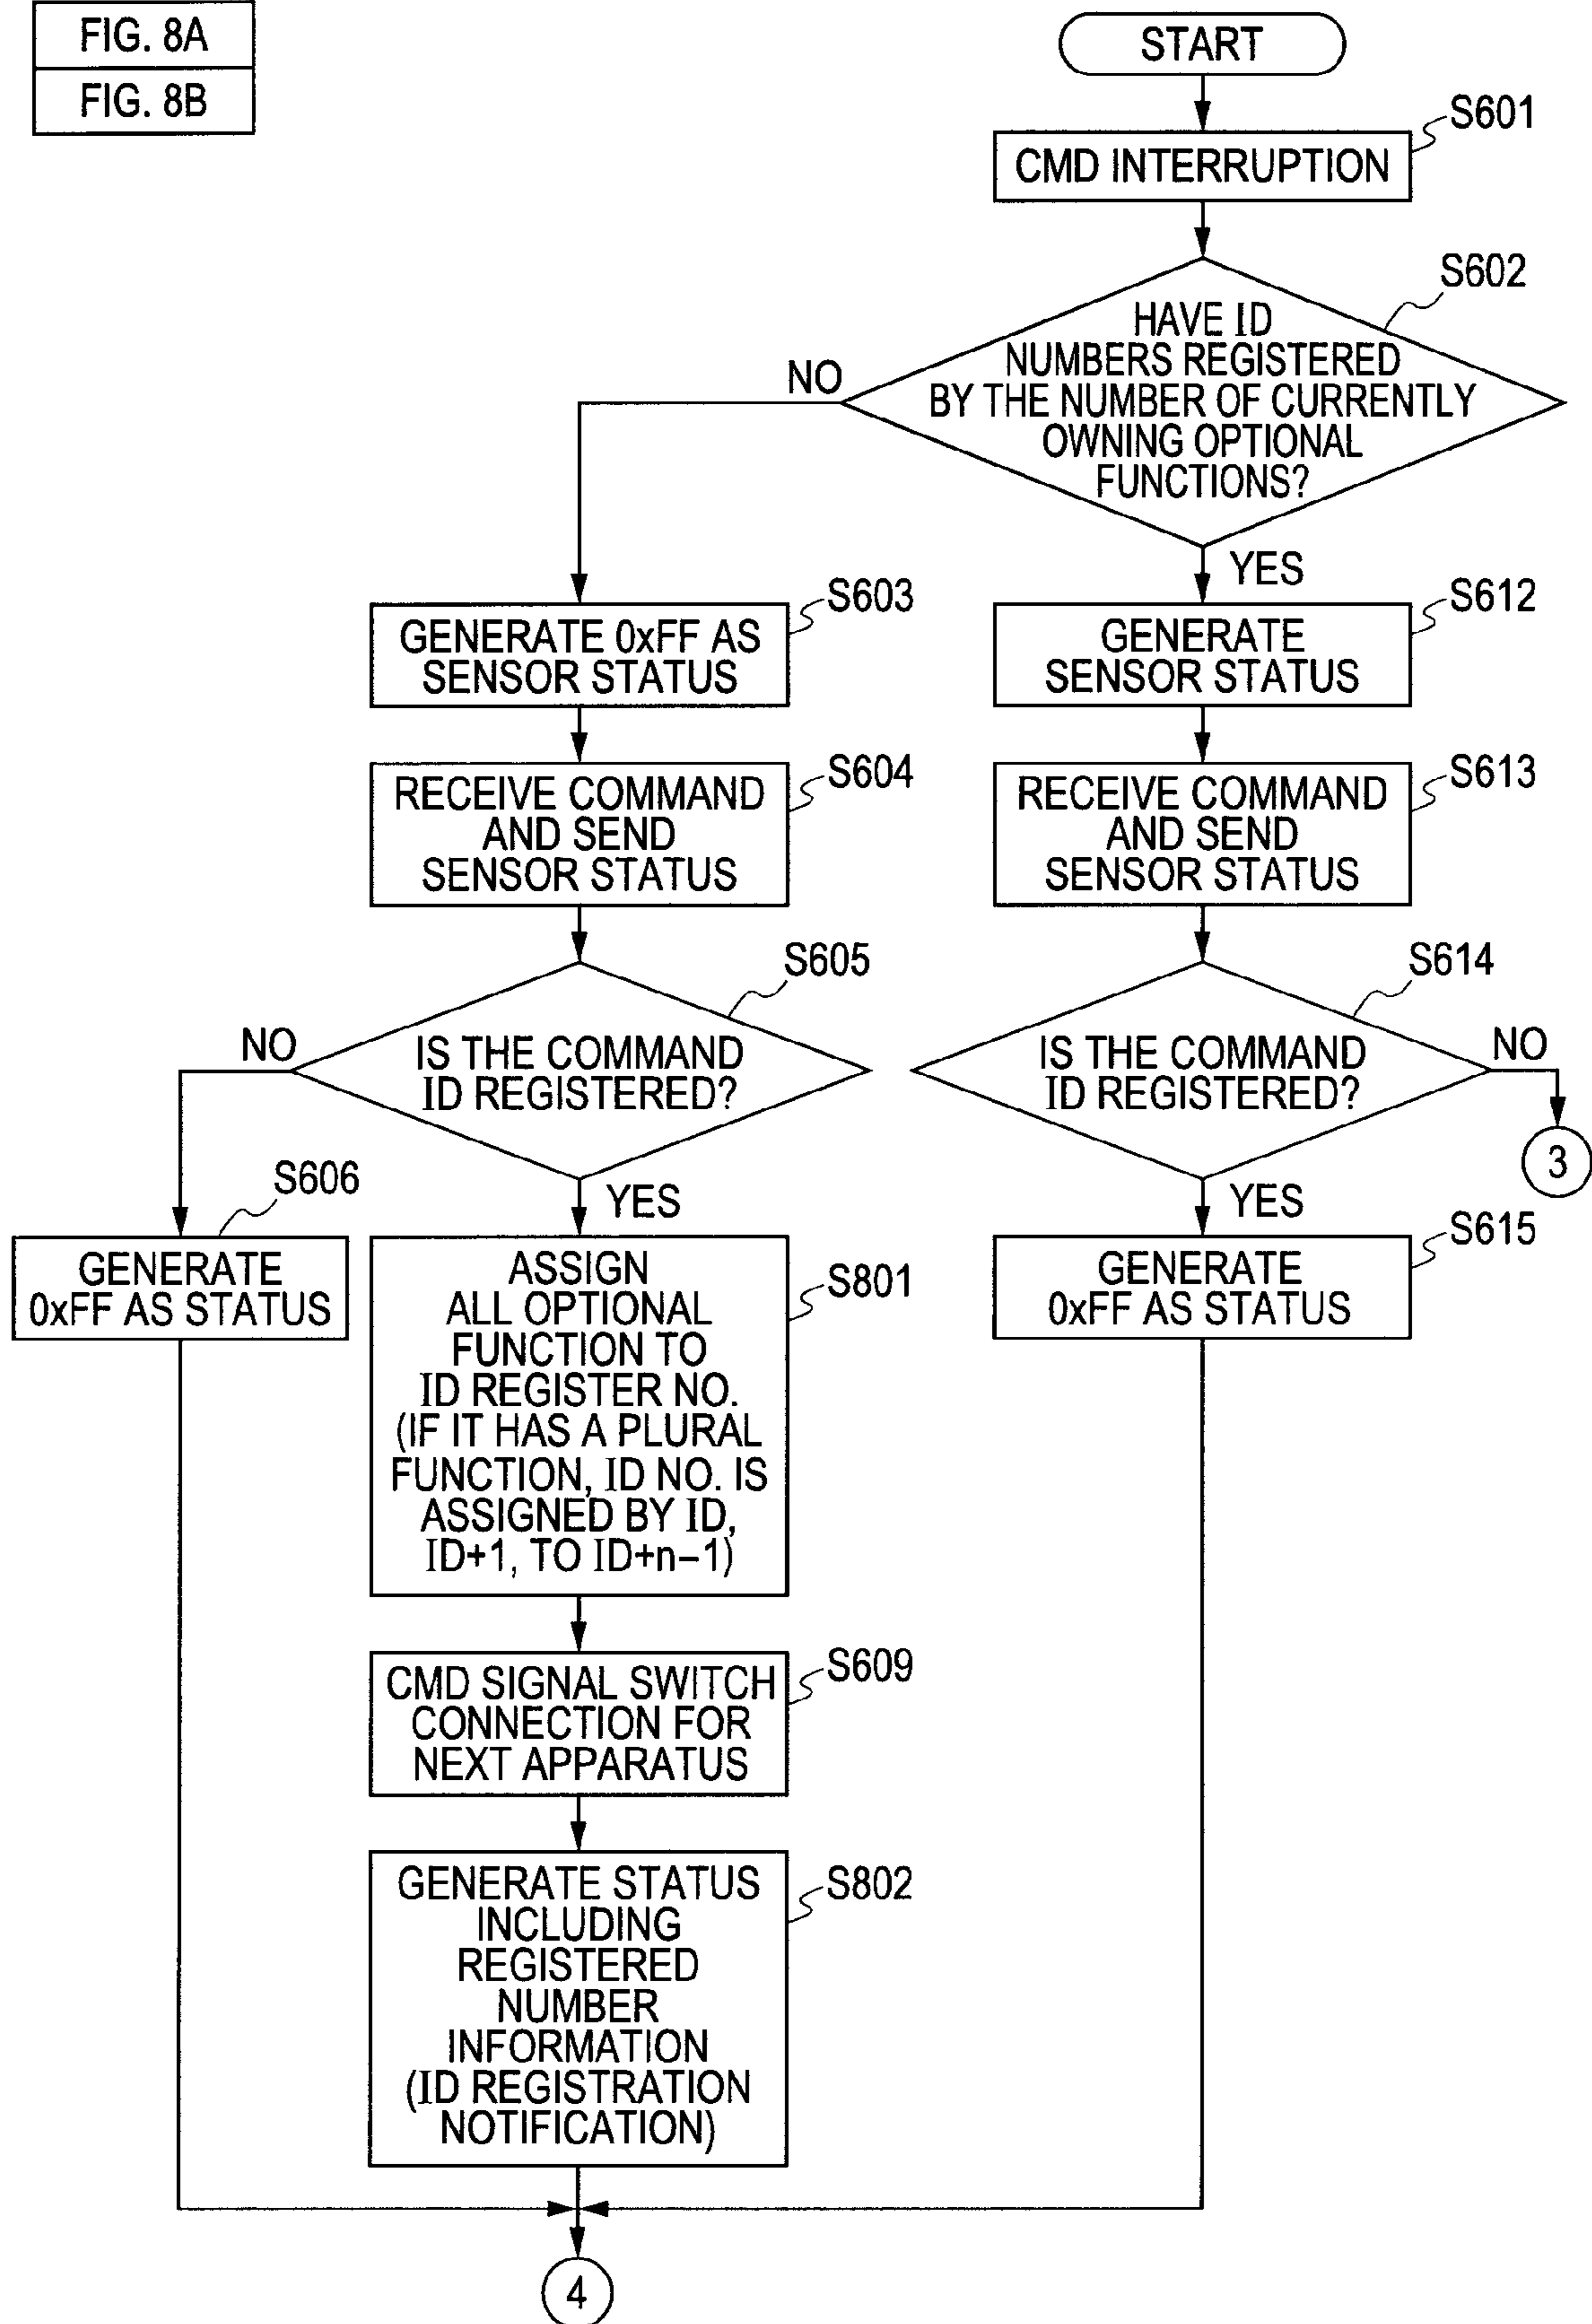 FIG. 8A
FIG. 8B
START
S601
CMD INTERRUPTION
S602
HAVE ID
NUMBERS REGISTERED
BY THE NUMBER OF CURRENTLY
OWNING OPTIONAL
FUNCTIONS?
NO
YES
S603
GENERATE 0xFF AS
SENSOR STATUS
S612
GENERATE
SENSOR STATUS
S604
RECEIVE COMMAND
AND SEND
SENSOR STATUS
S613
RECEIVE COMMAND
AND SEND
SENSOR STATUS
S605
IS THE COMMAND
ID REGISTERED?
NO
YES
S614
IS THE COMMAND
ID REGISTERED?
NO
3
YES
S606
GENERATE
0xFF AS STATUS
S801
ASSIGN
ALL OPTIONAL
FUNCTION TO
ID REGISTER NO.
(IF IT HAS A PLURAL
FUNCTION, ID NO. IS
ASSIGNED BY ID,
ID+1, TO ID+n–1)
S615
GENERATE
0xFF AS STATUS
S609
CMD SIGNAL SWITCH
CONNECTION FOR
NEXT APPARATUS
S802
GENERATE STATUS
INCLUDING
REGISTERED
NUMBER
INFORMATION
(ID REGISTRATION
NOTIFICATION)
4